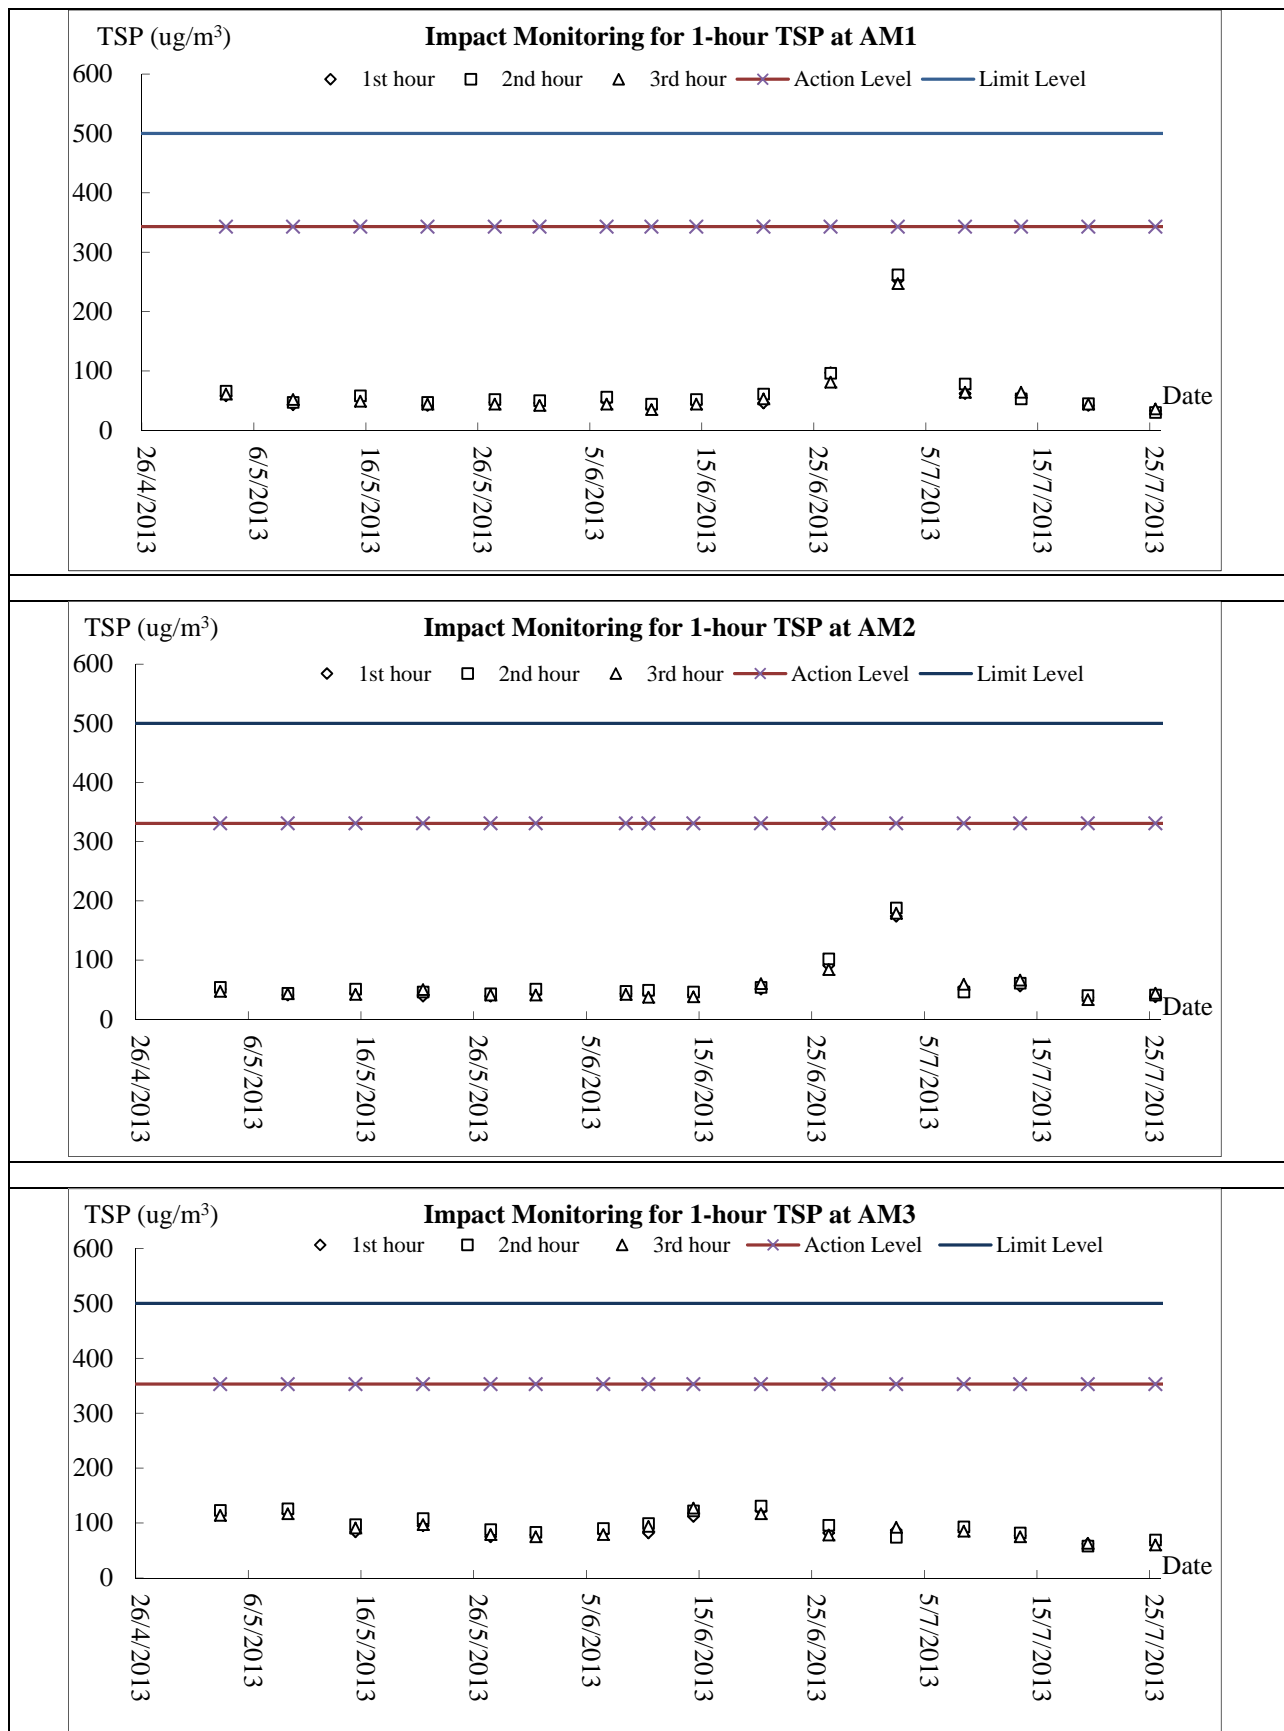 TSP (ug/m³) Impact Monitoring for 1-hour TSP at AM1
600
1st hour 2nd hour 3rd hour Action Level Limit Level
500
400
300
200
100
0
Date
26/4/2013 6/5/2013 16/5/2013 26/5/2013 5/6/2013 15/6/2013 25/6/2013 5/7/2013 15/7/2013 25/7/2013
TSP (ug/m³) Impact Monitoring for 1-hour TSP at AM2
600
1st hour 2nd hour 3rd hour Action Level Limit Level
500
400
300
200
100
0
Date
26/4/2013 6/5/2013 16/5/2013 26/5/2013 5/6/2013 15/6/2013 25/6/2013 5/7/2013 15/7/2013 25/7/2013
TSP (ug/m³) Impact Monitoring for 1-hour TSP at AM3
600
1st hour 2nd hour 3rd hour Action Level Limit Level
500
400
300
200
100
0
Date
26/4/2013 6/5/2013 16/5/2013 26/5/2013 5/6/2013 15/6/2013 25/6/2013 5/7/2013 15/7/2013 25/7/2013